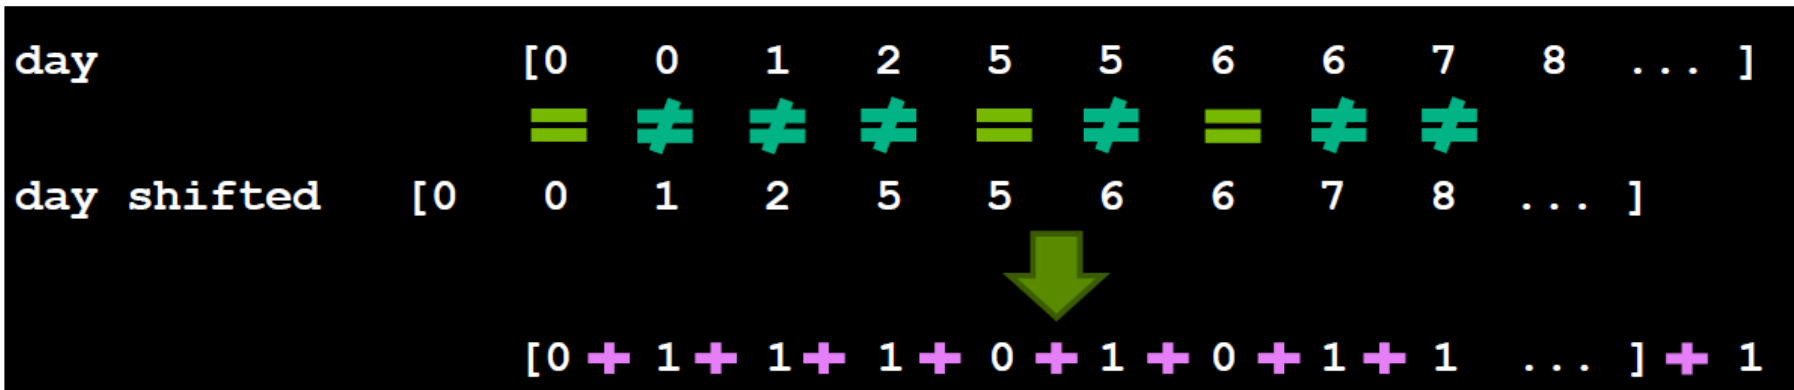 day [0 0 1 2 5 5 6 6 7 8 ... ]
= ≠ ≠ ≠ = ≠ = ≠ ≠
day shifted [0 0 1 2 5 5 6 6 7 8 ... ]
[0 + 1 + 1 + 1 + 0 + 1 + 0 + 1 + 1 ... ] + 1